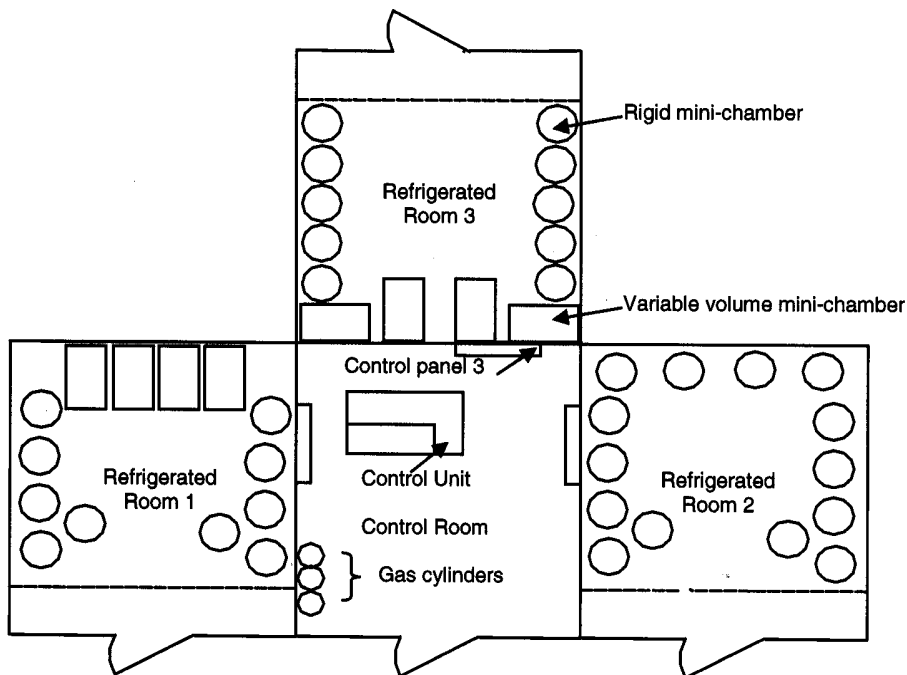 Rigid mini-chamber
Refrigerated
Room 3
Variable volume mini-chamber
Control panel 3
Refrigerated
Room 1
Control Unit
Refrigerated
Room 2
Control Room
Gas cylinders